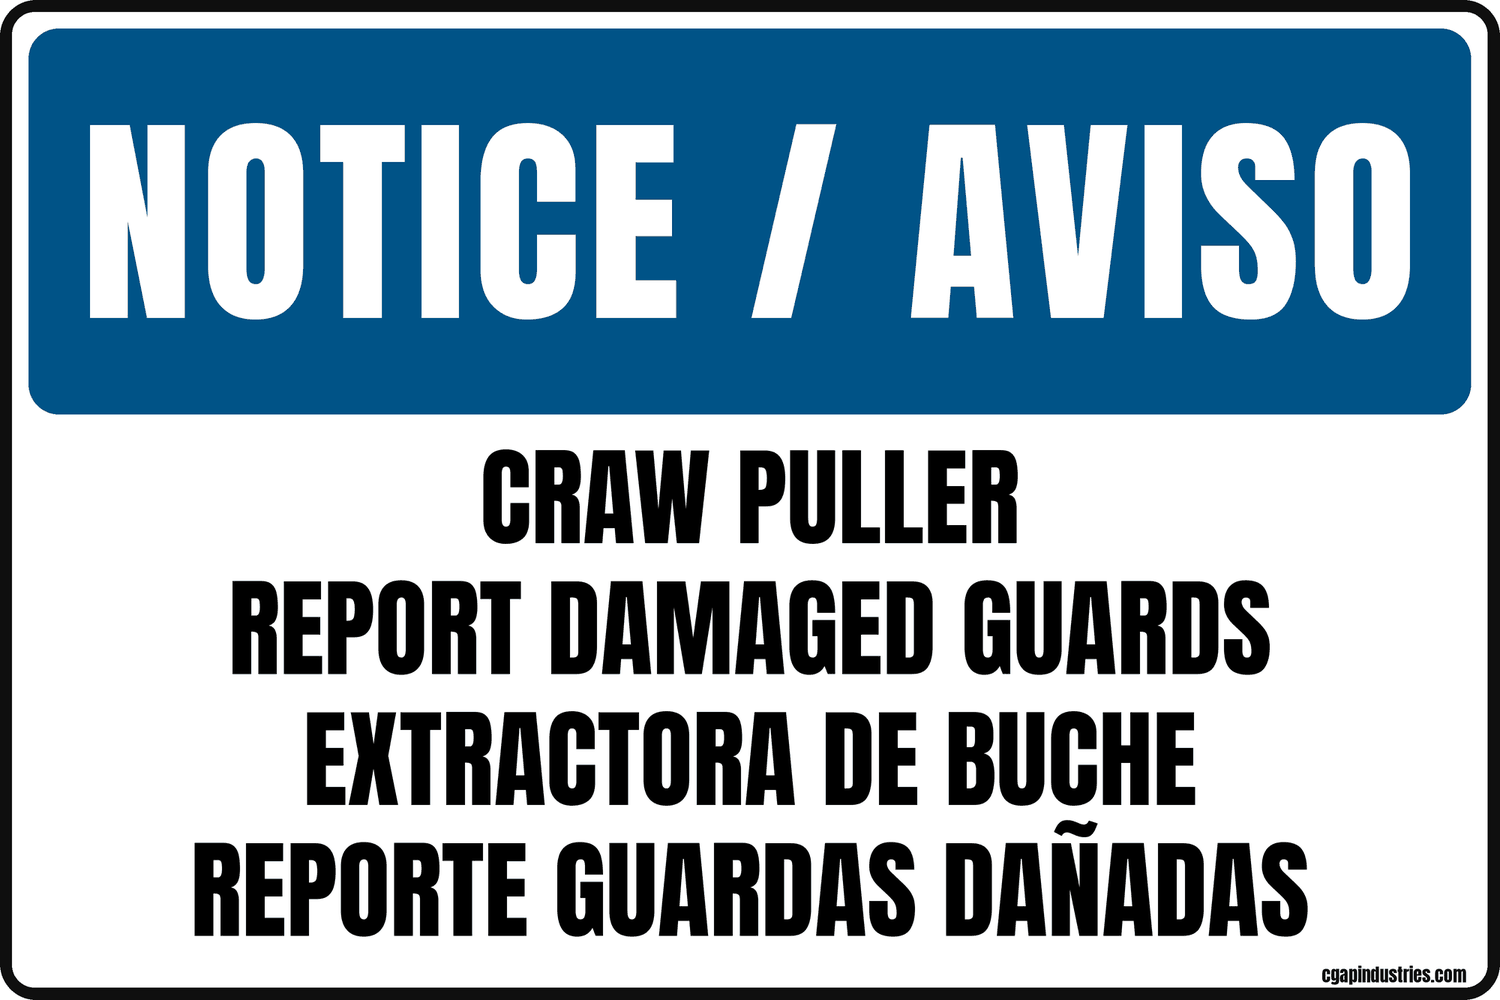 NOTICE / AVISO
CRAW PULLER
REPORT DAMAGED GUARDS
EXTRACTORA DE BUCHE
REPORTE GUARDAS DAÑADAS
cgapindustries.com